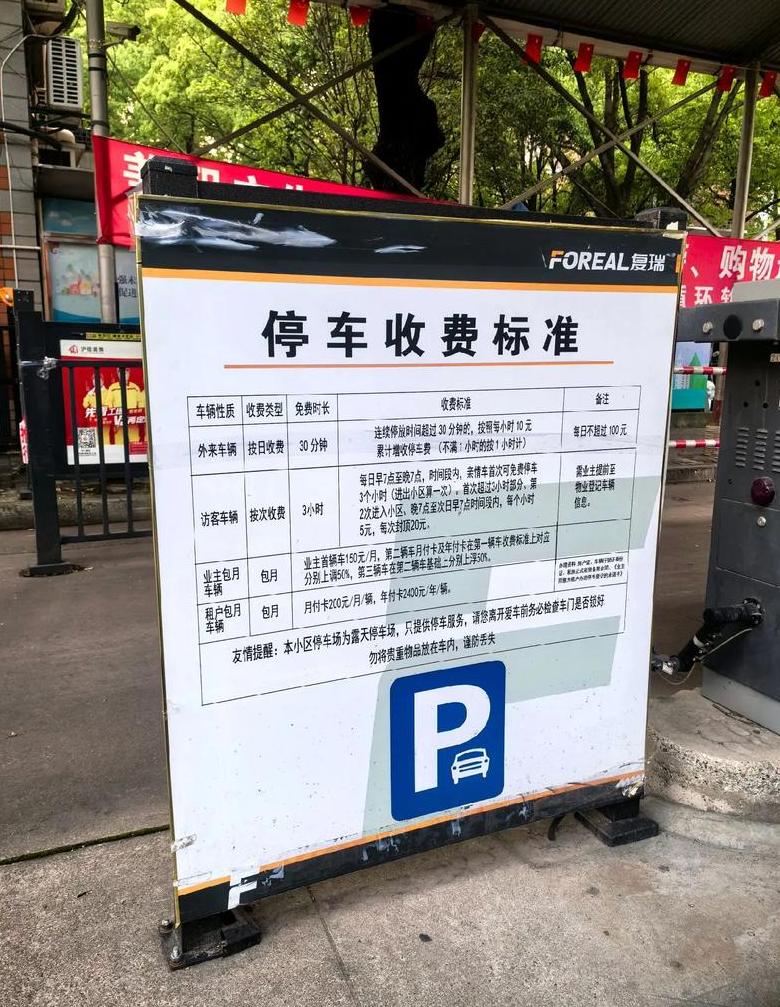 FOREAL复瑞
、购物
循环
沪佳装饰
停车收费标准
车辆性质 收费类型 免费时长 收费标准 备注
外来车辆 按日收费 30分钟 连续停放时间超过30分钟的，按照每小时10元
累计增收停车费（不满1小时的按1小时计） 每日不超过100元
访客车辆 按次收费 3小时 每日早7点至晚7点，时间段内，亲情车首次可免费停车
3个小时（进出小区算一次）。首次超过3小时部分、第
2次进入小区、晚7点至次日早7点时间段内，每个小时
5元，每次封顶20元。
需业主提前至
物业登记车辆
信息。
业主包月
车辆 包月 业主首辆车150元/月，第二辆车月付卡及年付卡在第一辆车收费标准上对应
分别上调50%，第三辆车在第二辆车基础上分别上浮50%。
租户包月
车辆 包月 月付卡200元/月/辆，年付卡2400元/年/辆。
友情提醒：本小区停车场为露天停车场，只提供停车服务，请您离开爱车前务必检查车门是否锁好
勿将贵重物品放在车内，谨防丢失
P
F